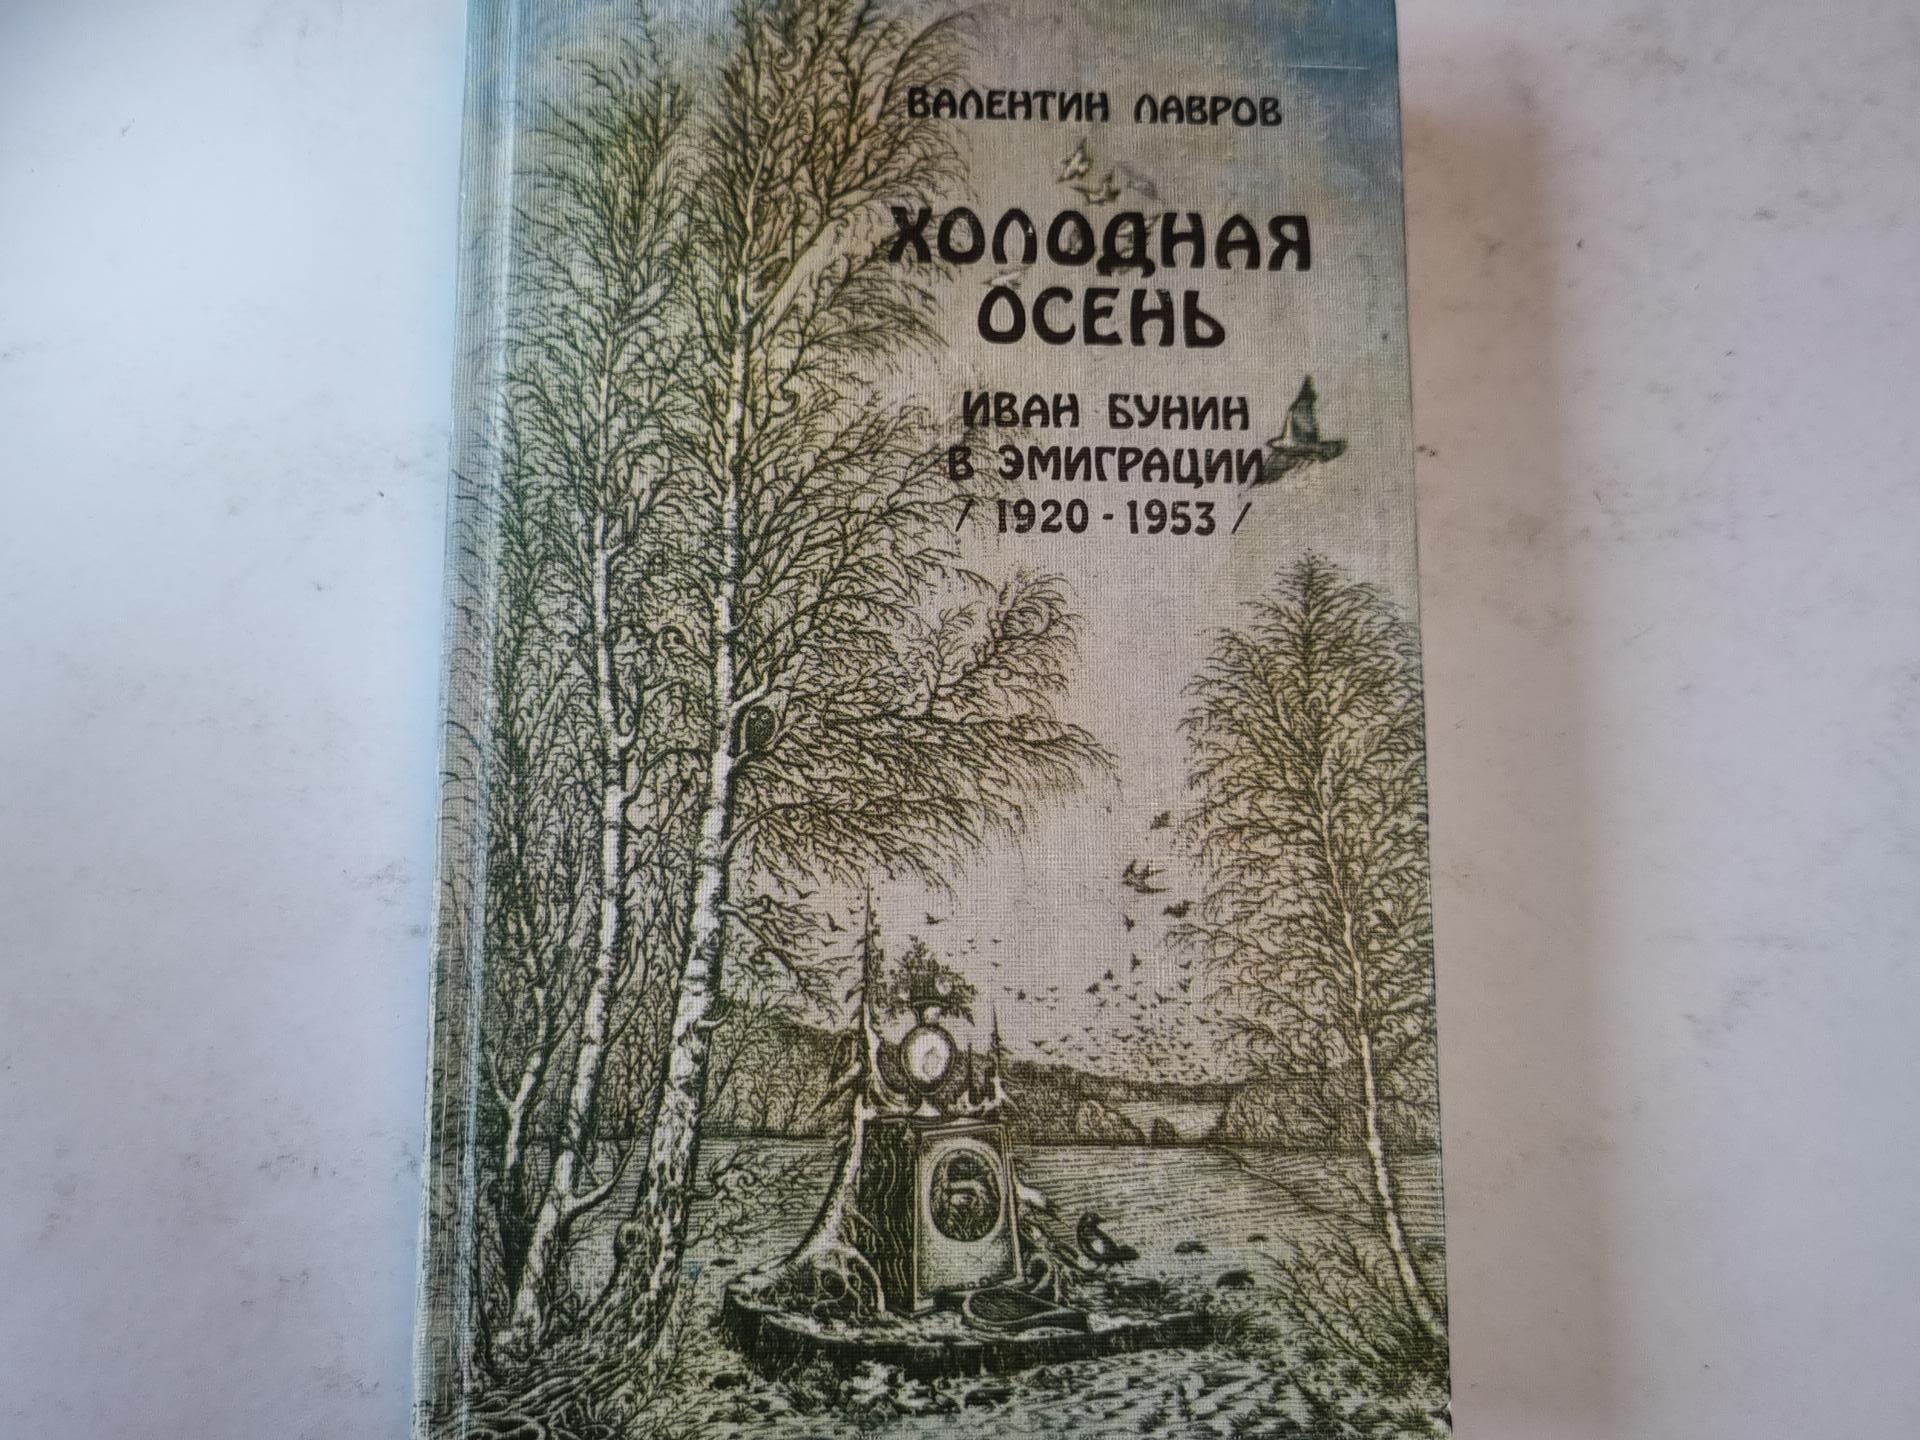 ВАЛЕНТИН ЛАВРОВ
ХОЛОДНАЯ
ОСЕНЬ
ИВАН БУНИН
В ЭМИГРАЦИИ
/ 1920 - 1953 /